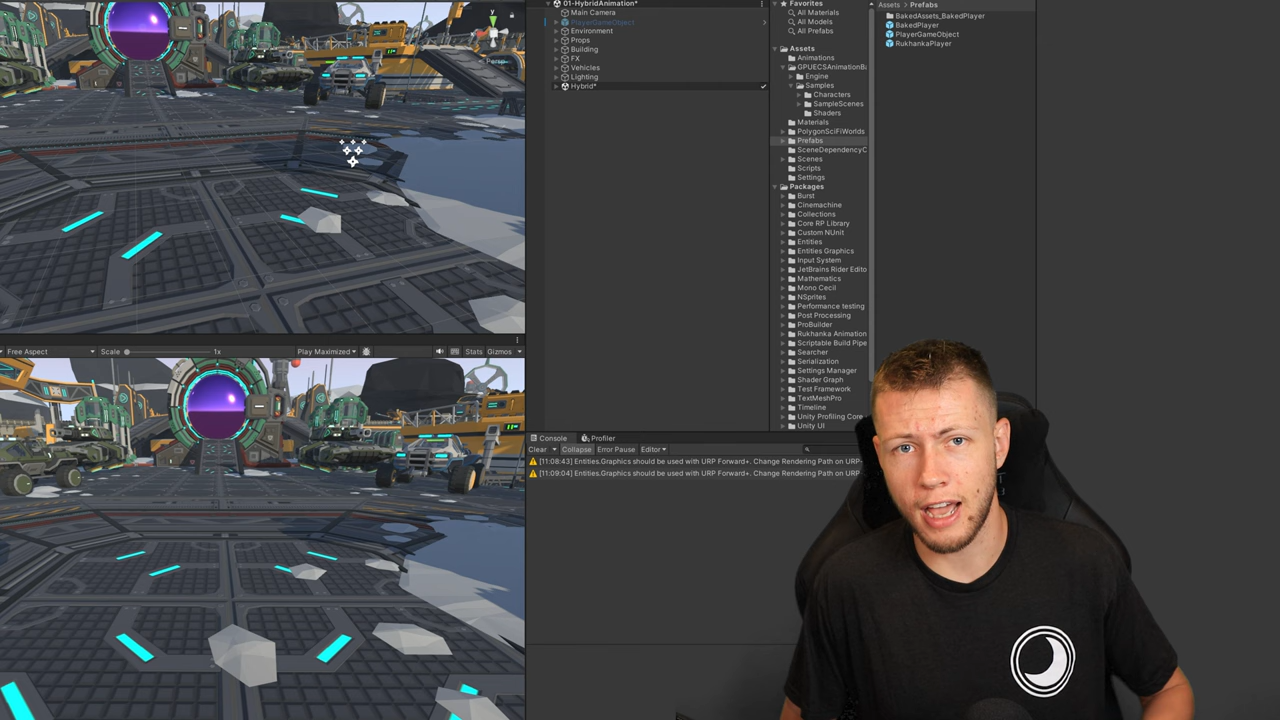 y
Persp
Free Aspect
Scale
1x
Play Maximized
Stats
Gizmos
01-HybridAnimation*
Main Camera
PlayerGameObject
Environment
Props
Building
FX
Vehicles
Lighting
Hybrid*
Favorites
All Materials
All Models
All Prefabs
Assets
Animations
GPUECSAnimationBa
Engine
Samples
Characters
SampleScenes
Shaders
Materials
PolygonSciFiWorlds
Prefabs
SceneDependencyC
Scenes
Scripts
Settings
Packages
Burst
Cinemachine
Collections
Core RP Library
Custom NUnit
Entities
Entities Graphics
Input System
JetBrains Rider Edito
Mathematics
Mono Cecil
NSprites
Performance testing
Post Processing
ProBuilder
Rukhanka Animation
Scriptable Build Pipe
Searcher
Serialization
Settings Manager
Shader Graph
Test Framework
TextMeshPro
Timeline
Unity Profiling Core
Unity UI
Assets > Prefabs
BakedAssets_BakedPlayer
BakedPlayer
PlayerGameObject
RukhankaPlayer
Console
Profiler
Clear
Collapse
Error Pause
Editor
[11:08:43] Entities.Graphics should be used with URP Forward+. Change Rendering Path on URP
[11:09:04] Entities.Graphics should be used with URP Forward+. Change Rendering Path on URP